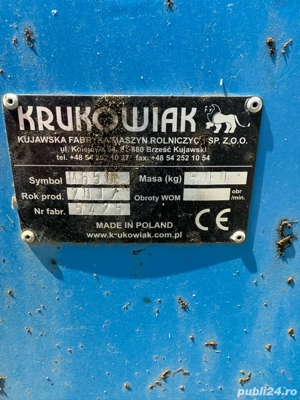 KRUKOWIAK
KUJAWSKA FABRYKA MASZYN ROLNICZYCH SP. Z.O.O.
ul. Kolejowa 54, 87-880 Brześć Kujawski
tel. +48 54 252 10 27 fax: +48 54 252 10 54
Symbol Masa (kg)
Rok prod. Obroty WOM obr /min.
Nr fabr. CE
MADE IN POLAND
www.krukowiak.com.pl
publi24.ro